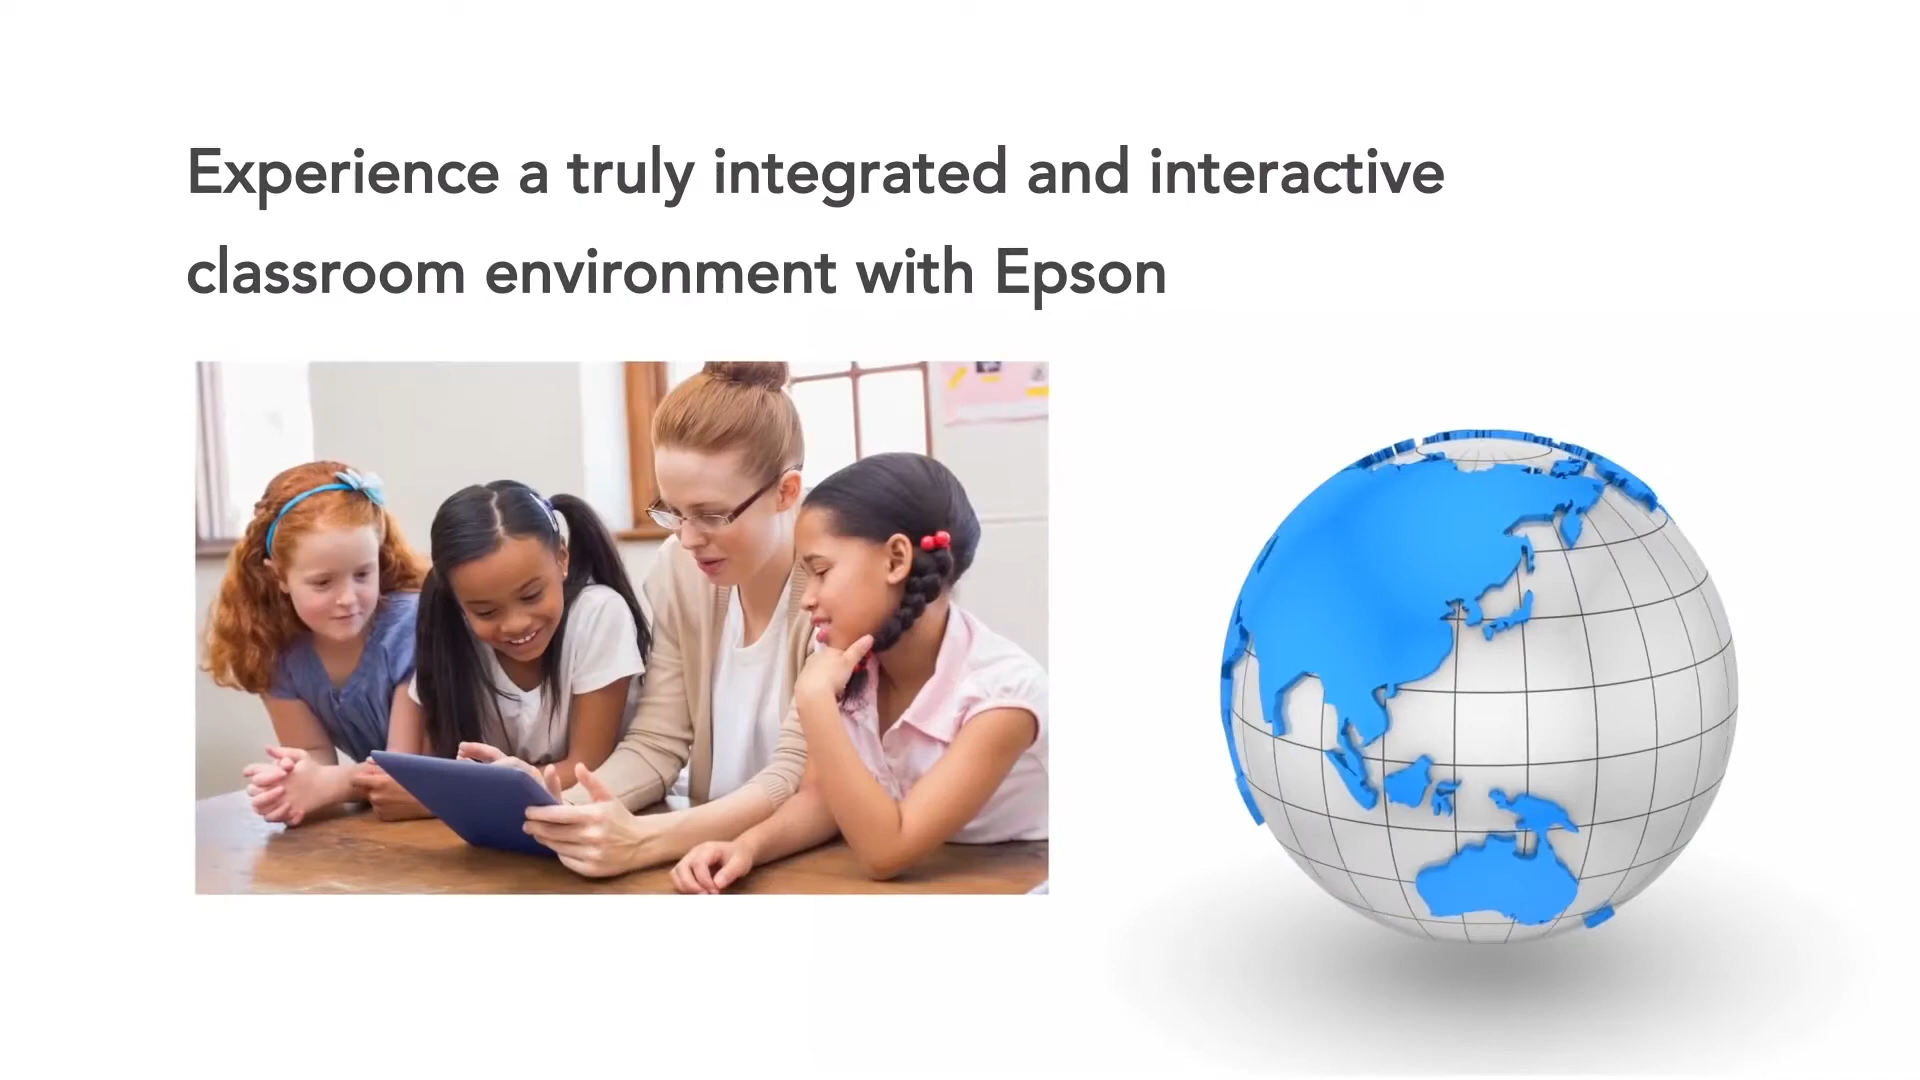 Experience a truly integrated and interactive
classroom environment with Epson